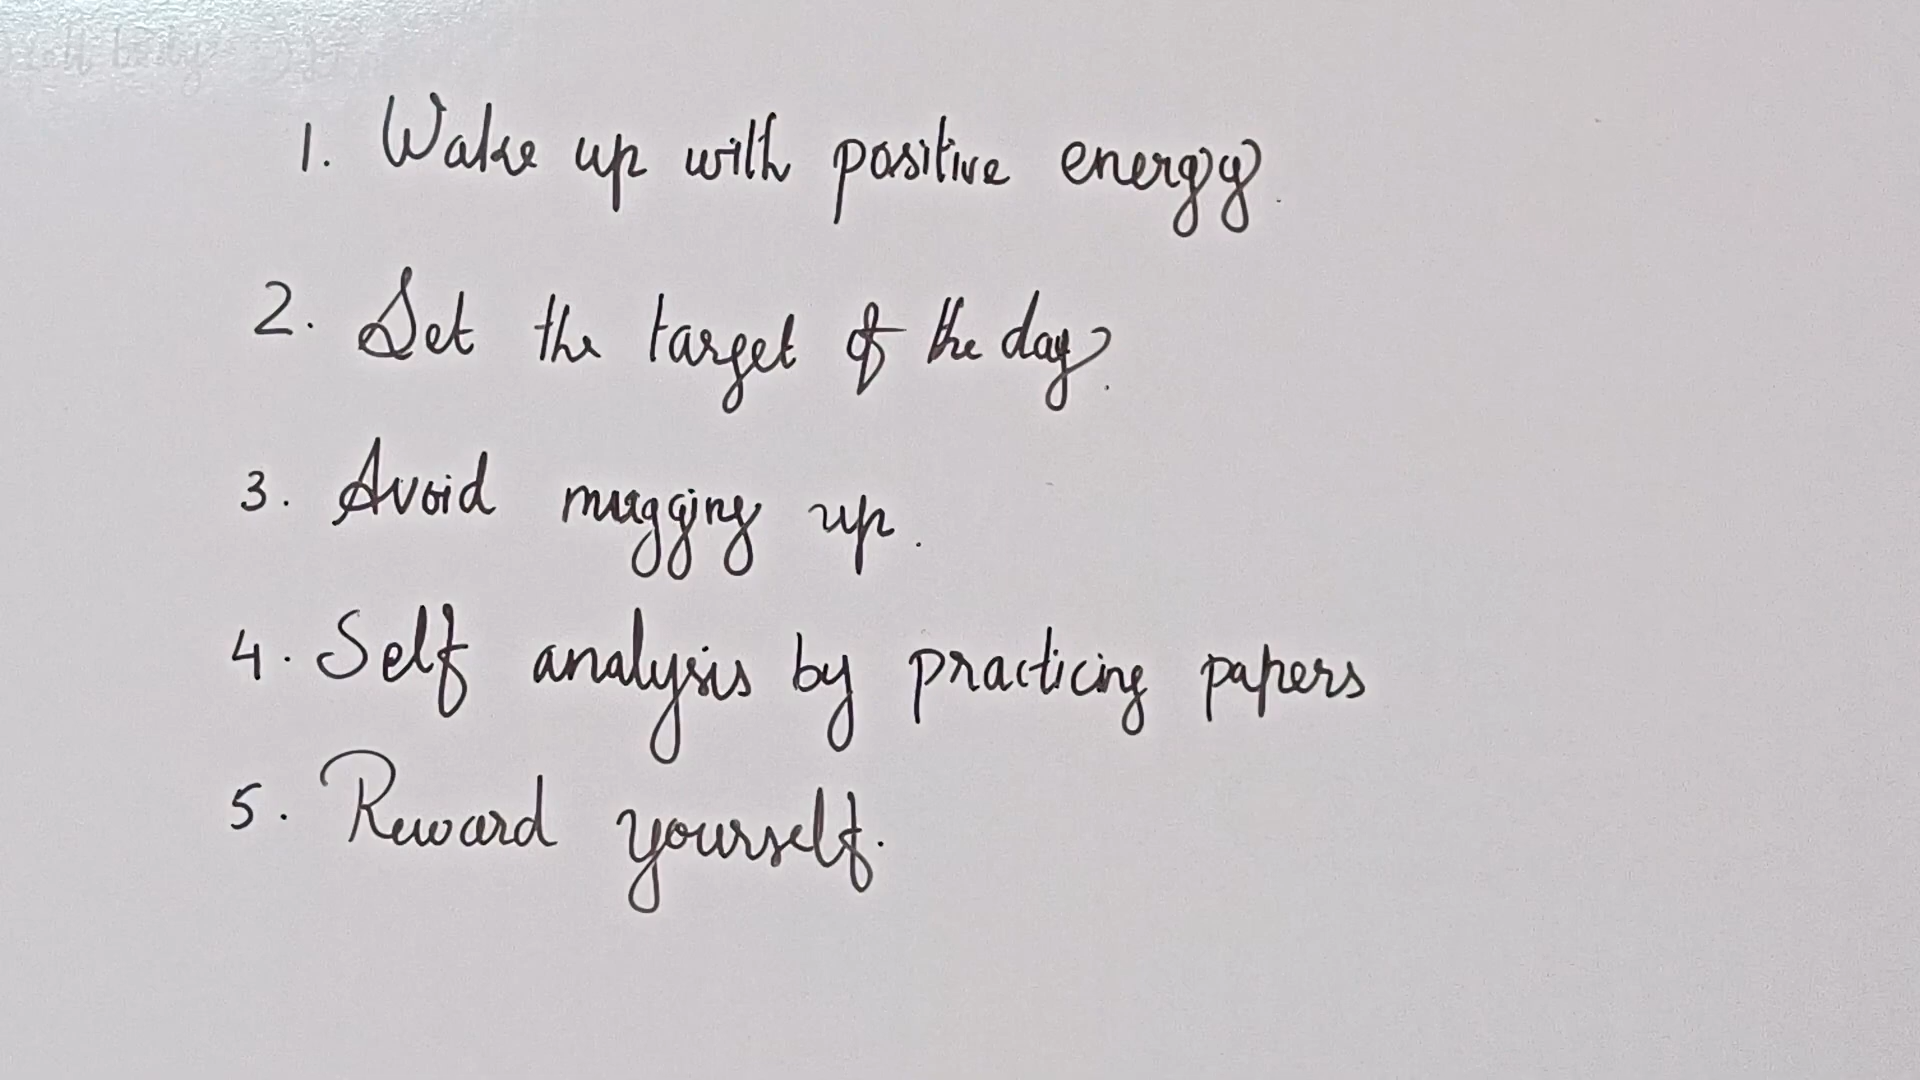 1. Wake up with positive energy.
2. Set the target of the day.
3. Avoid mugging up.
4. Self analysis by practicing papers
5. Reward yourself.